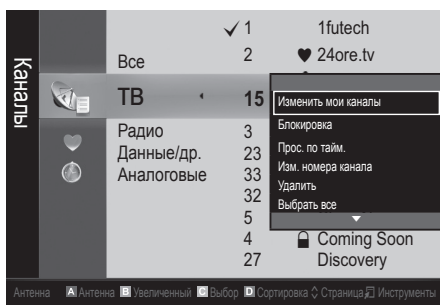 Каналы
✓ 1 1futech
Все 2 ♥ 24ore.tv
ТВ 15
Радио 3
Данные/др. 23
Аналоговые 33
32
5
4 Coming Soon
27 Discovery
Изменить мои каналы
Блокировка
Прос. по тайм.
Изм. номера канала
Удалить
Выбрать все
Антенна A Антенна B Увеличенный C Выбор D Сортировка Страница Инструменты